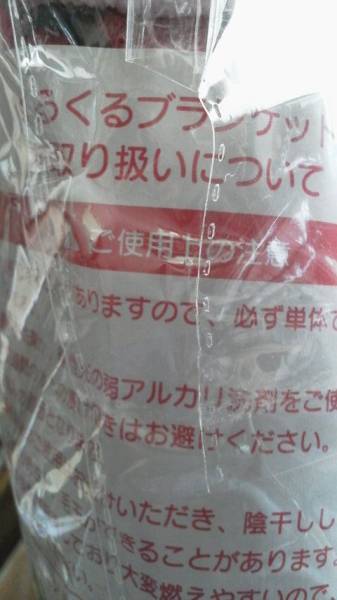 くるブランケット
取り扱いについて
ご使用上の注意
ありますので、必ず単体で
の弱アルカリ洗剤をご使
きはお避けください。
いただき、陰干しし
できることがあります。
おり大変燃えやすいので、